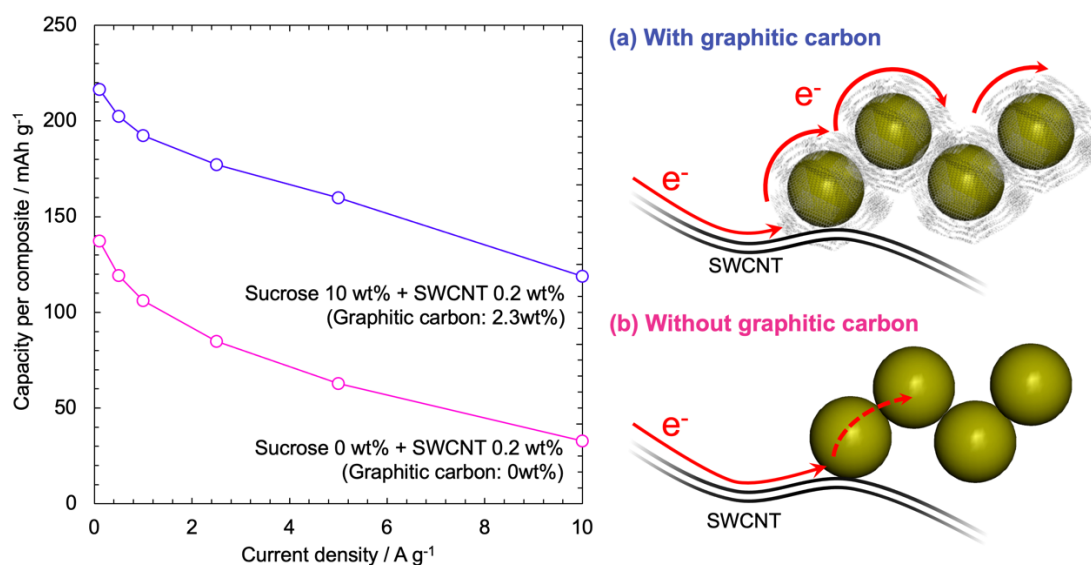 250
200
150
100
50
0
Capacity per composite / mAh g⁻¹
0
2
4
6
8
10
Current density / A g⁻¹
Sucrose 10 wt% + SWCNT 0.2 wt%
(Graphitic carbon: 2.3wt%)
Sucrose 0 wt% + SWCNT 0.2 wt%
(Graphitic carbon: 0wt%)
(a) With graphitic carbon
e⁻
e⁻
SWCNT
(b) Without graphitic carbon
e⁻
SWCNT